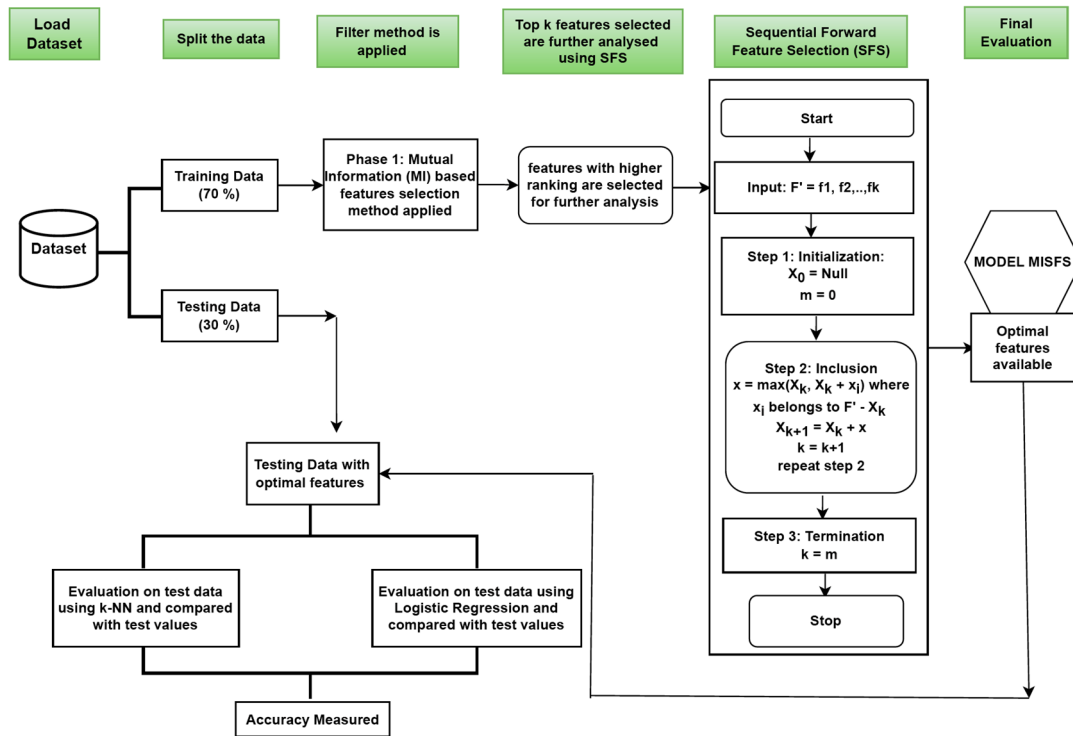 Load
Dataset
Split the data
Filter method is
applied
Top k features selected
are further analysed
using SFS
Sequential Forward
Feature Selection (SFS)
Final
Evaluation
Dataset
Training Data
(70 %)
Testing Data
(30 %)
Phase 1: Mutual
Information (MI) based
features selection
method applied
features with higher
ranking are selected
for further analysis
Start
Input: F' = f1, f2,..,fk
Step 1: Initialization:
X0 = Null
m = 0
Step 2: Inclusion
x = max(Xk, Xk + xi) where
xi belongs to F' - Xk
Xk+1 = Xk + x
k = k+1
repeat step 2
Step 3: Termination
k = m
Stop
MODEL MISFS
Optimal
features
available
Testing Data with
optimal features
Evaluation on test data
using k-NN and compared
with test values
Evaluation on test data using
Logistic Regression and
compared with test values
Accuracy Measured